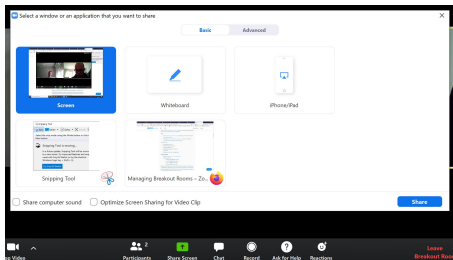 Select a window or an application that you want to share
Basic
Advanced
Screen
Whiteboard
iPhone/iPad
Snipping Tool
Managing Breakout Rooms – Zo...
Share computer sound
Optimize Screen Sharing for Video Clip
Share
2
Video
Participants
Share Screen
Chat
Record
Ask for Help
Reactions
Leave
Breakout